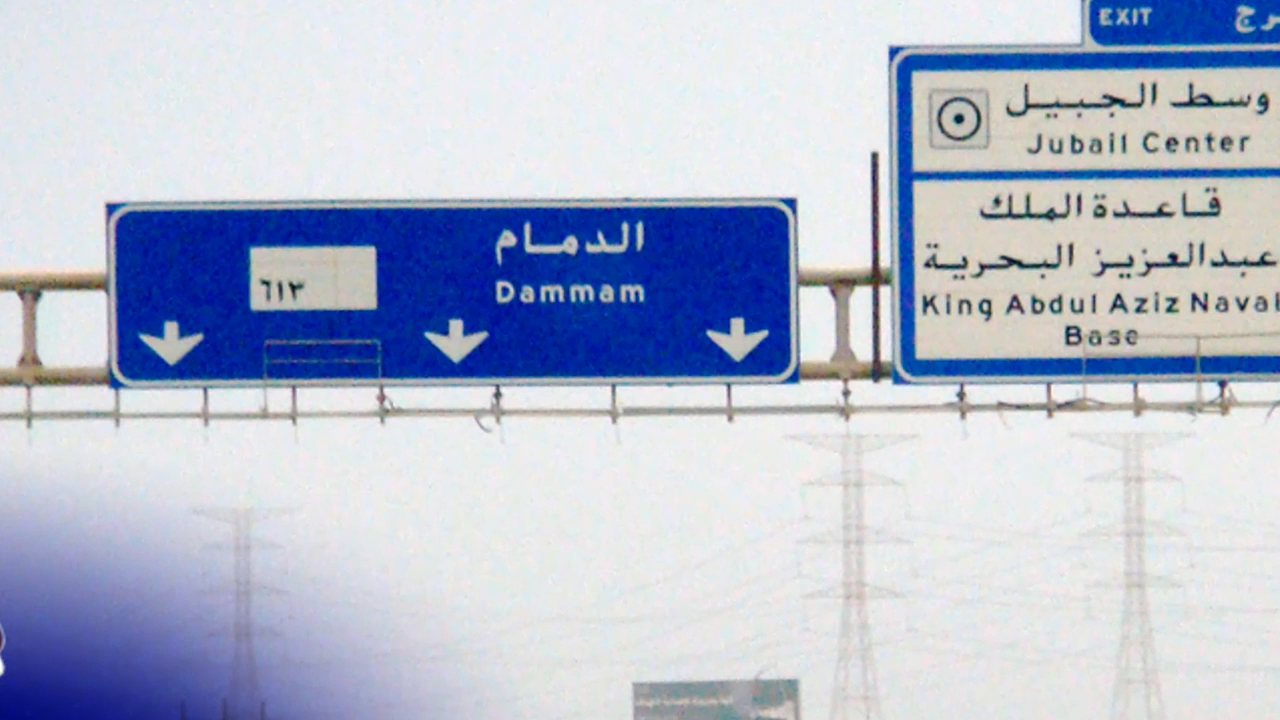 الدمام
Dammam
٦١٣
EXIT
وسط الجبيل
Jubail Center
قاعدة الملك
عبدالعزيز البحرية
King Abdul Aziz Naval
Base